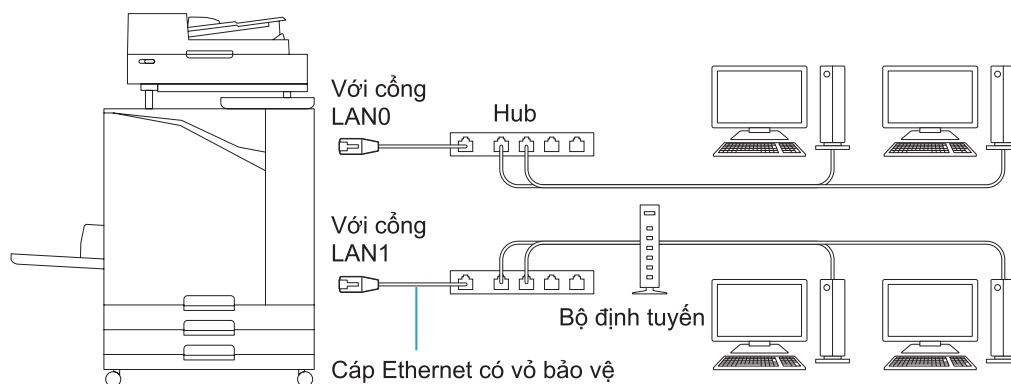 Với cổng
LAN0
Hub
Với cổng
LAN1
Bộ định tuyến
Cáp Ethernet có vỏ bảo vệ